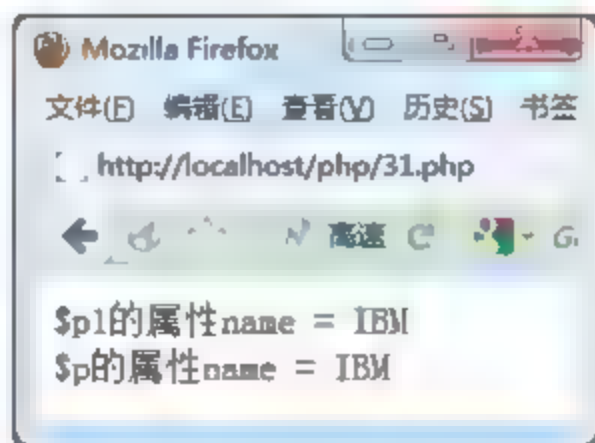 Mozilla Firefox
文件(F) 编辑(E) 查看(V) 历史(S) 书签
http://localhost/php/31.php
高速 G
$p1的属性name = IBM
$p的属性name = IBM